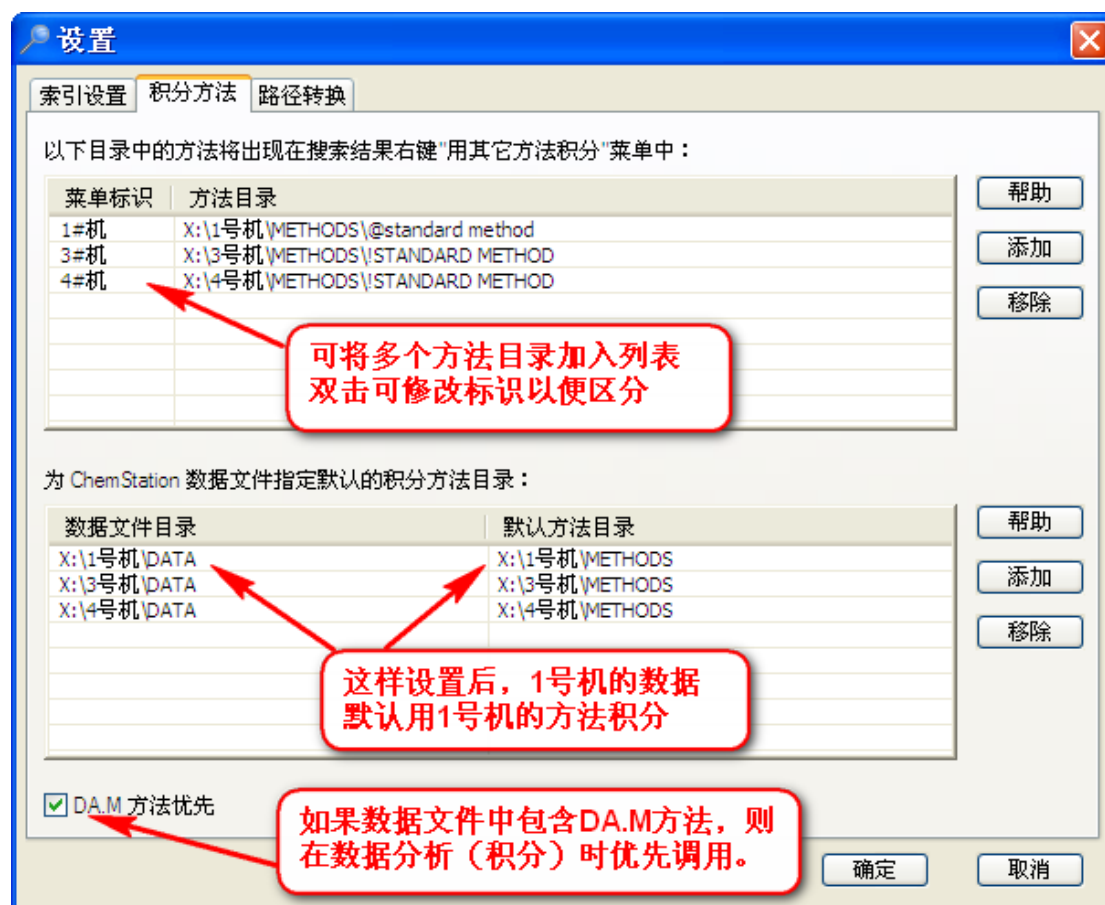 设置
索引设置 积分方法 路径转换
以下目录中的方法将出现在搜索结果右键"用其它方法积分"菜单中：
菜单标识 方法目录
帮助
1#机 X:\1号机\METHODS\@standard method
3#机 X:\3号机\METHODS\!STANDARD METHOD
添加
4#机 X:\4号机\METHODS\!STANDARD METHOD
移除
可将多个方法目录加入列表
双击可修改标识以便区分
为 ChemStation 数据文件指定默认的积分方法目录：
数据文件目录 默认方法目录
帮助
X:\1号机\DATA X:\1号机\METHODS
X:\3号机\DATA X:\3号机\METHODS
添加
X:\4号机\DATA X:\4号机\METHODS
移除
这样设置后，1号机的数据
默认用1号机的方法积分
DA.M 方法优先
如果数据文件中包含DA.M方法，则
在数据分析（积分）时优先调用。
确定 取消